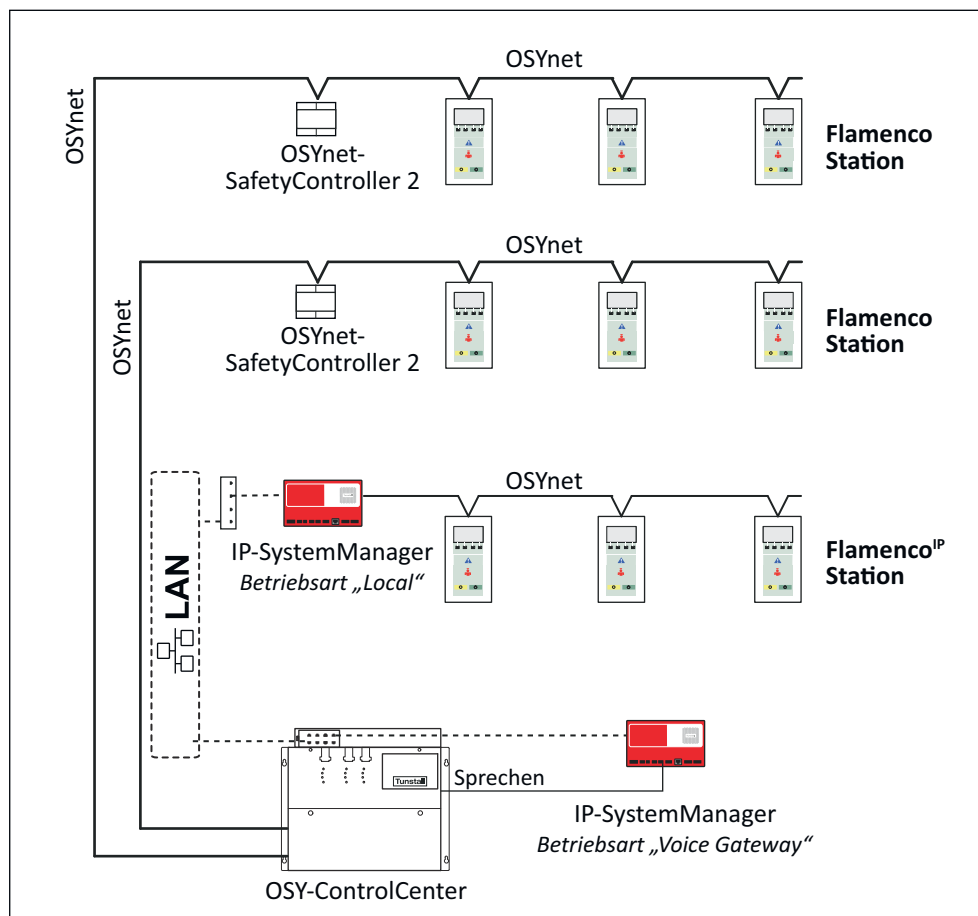 OSYnet
OSYnet
OSYnet-
SafetyController 2
Flamenco
Station
OSYnet
OSYnet
OSYnet-
SafetyController 2
Flamenco
Station
OSYnet
LAN
IP-SystemManager
Betriebsart „Local“
Flamenco^IP
Station
Tunstall
Sprechen
IP-SystemManager
Betriebsart „Voice Gateway“
OSY-ControlCenter